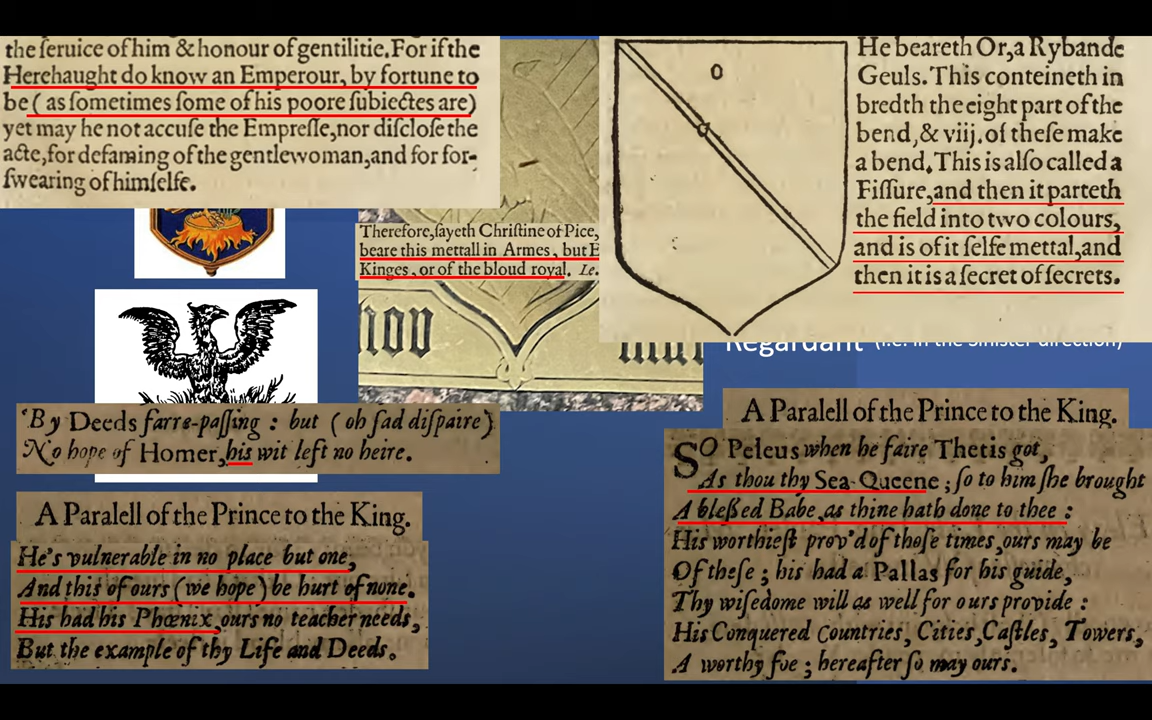 the ſeruice of him & honour of gentilitie. For if the
Herehaught do know an Emperour, by fortune to
be ( as ſometimes ſome of his poore ſubiectes are)
yet may he not accuſe the Empreſſe, nor diſcloſe the
acte, for defaming of the gentlewoman, and for for-
ſwearing of himſelfe.
O
G
He beareth Or, a Rybande
Geuls. This conteineth in
bredth the eight part of the
bend, & viij. of theſe make
a bend. This is alſo called a
Fiſſure, and then it parteth
the field into two colours,
and is of it ſelfe mettal, and
then it is a ſecret of ſecrets.
Therefore, ſayeth Chriſtine of Pice,
beare this mettall in Armes, but E
Kinges, or of the bloud royal. Le.
Regardant (i.e. in the sinister direction)
'By Deeds farre-paſſing : but ( oh ſad diſpaire )
No hope of Homer, his wit left no heire.
A Paralell of the Prince to the King.
He's vulnerable in no place but one,
And this of ours ( we hope ) be hurt of none.
His had his Phœnix, ours no teacher needs,
But the example of thy Life and Deeds.
A Paralell of the Prince to the King.
SO Peleus when he faire Thetis got,
As thou thy Sea-Queene ; ſo to him ſhe brought
A bleſſed Babe, as thine hath done to thee :
His worthieſt prov'd of thoſe times, ours may be
Of theſe ; his had a Pallas for his guide,
Thy wiſedome will as well for ours provide :
His Conquered Countries, Cities, Caſtles, Towers,
A worthy foe ; hereafter ſo may ours.